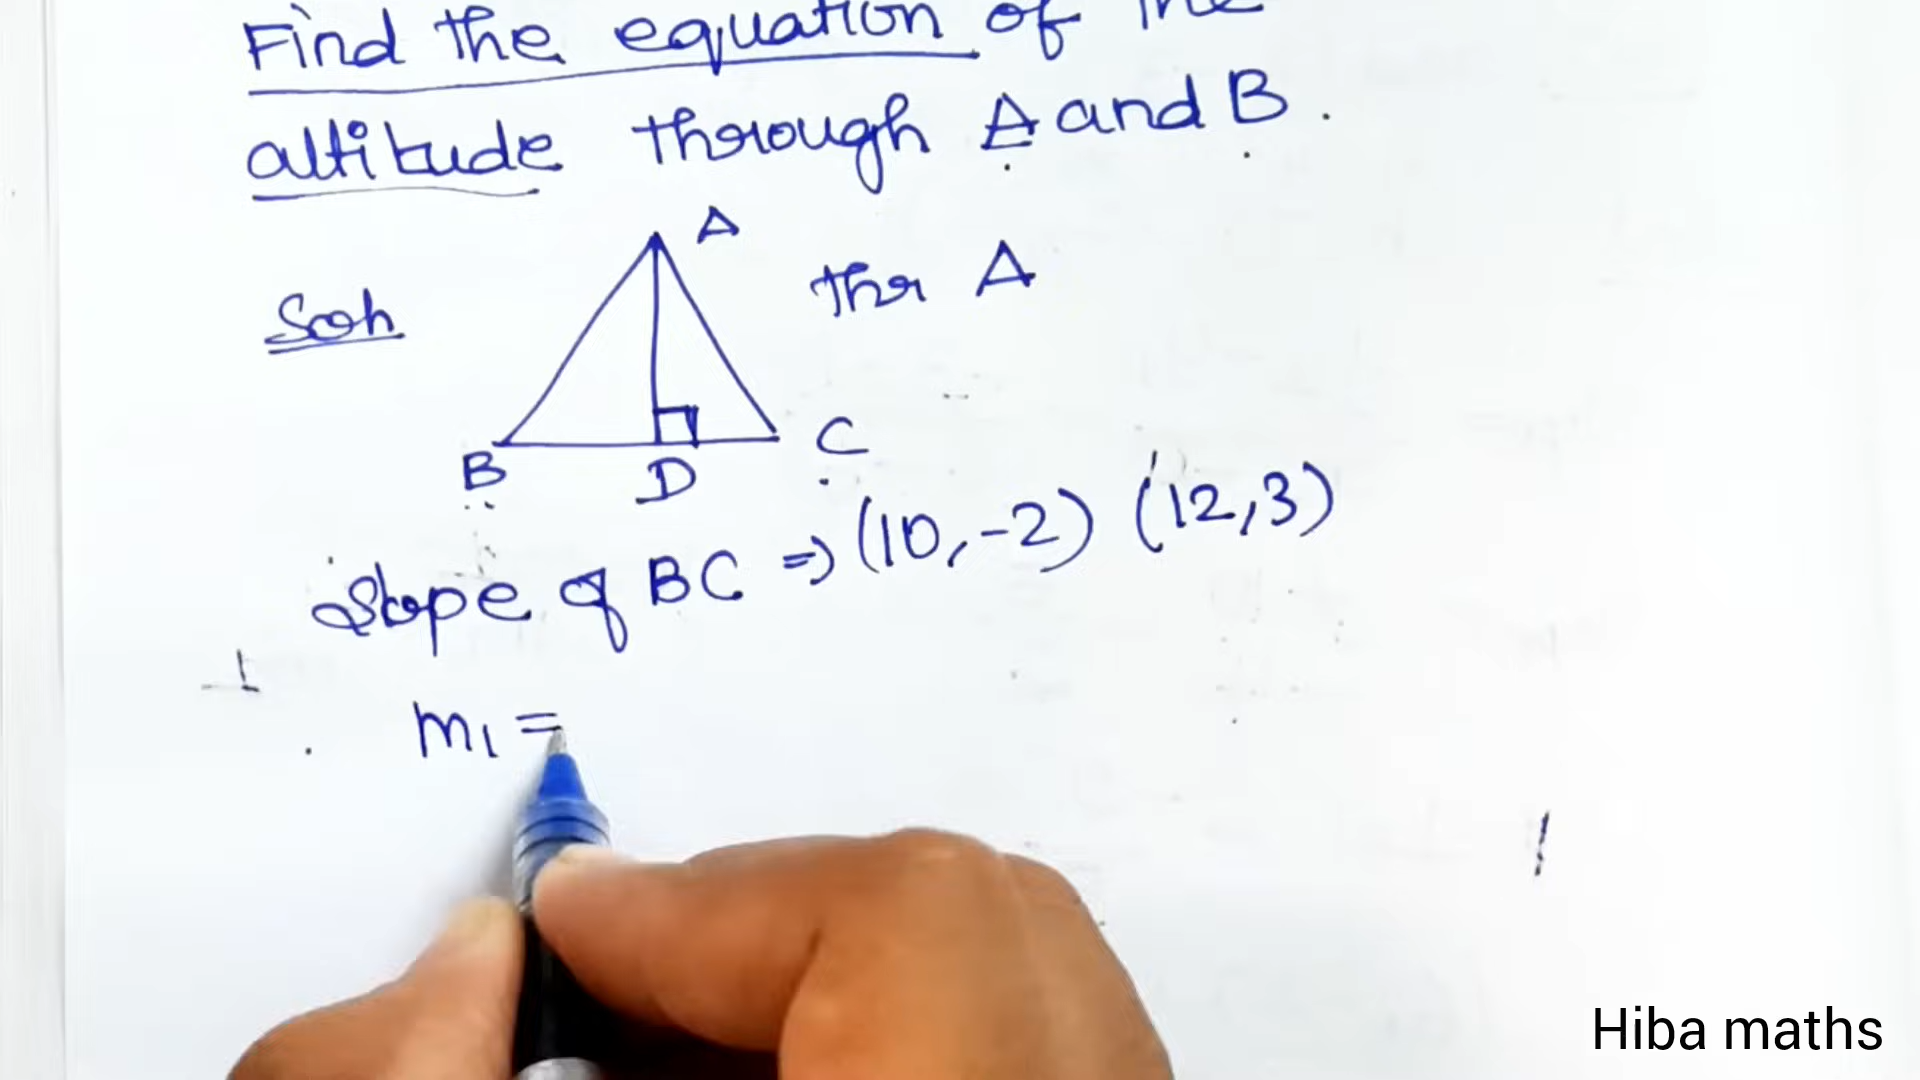 Find the equation of the
altitude through A and B.
A
Soln
thr A
B
D
C
Slope of BC => (10,-2) (12,3)
m1 =
Hiba maths